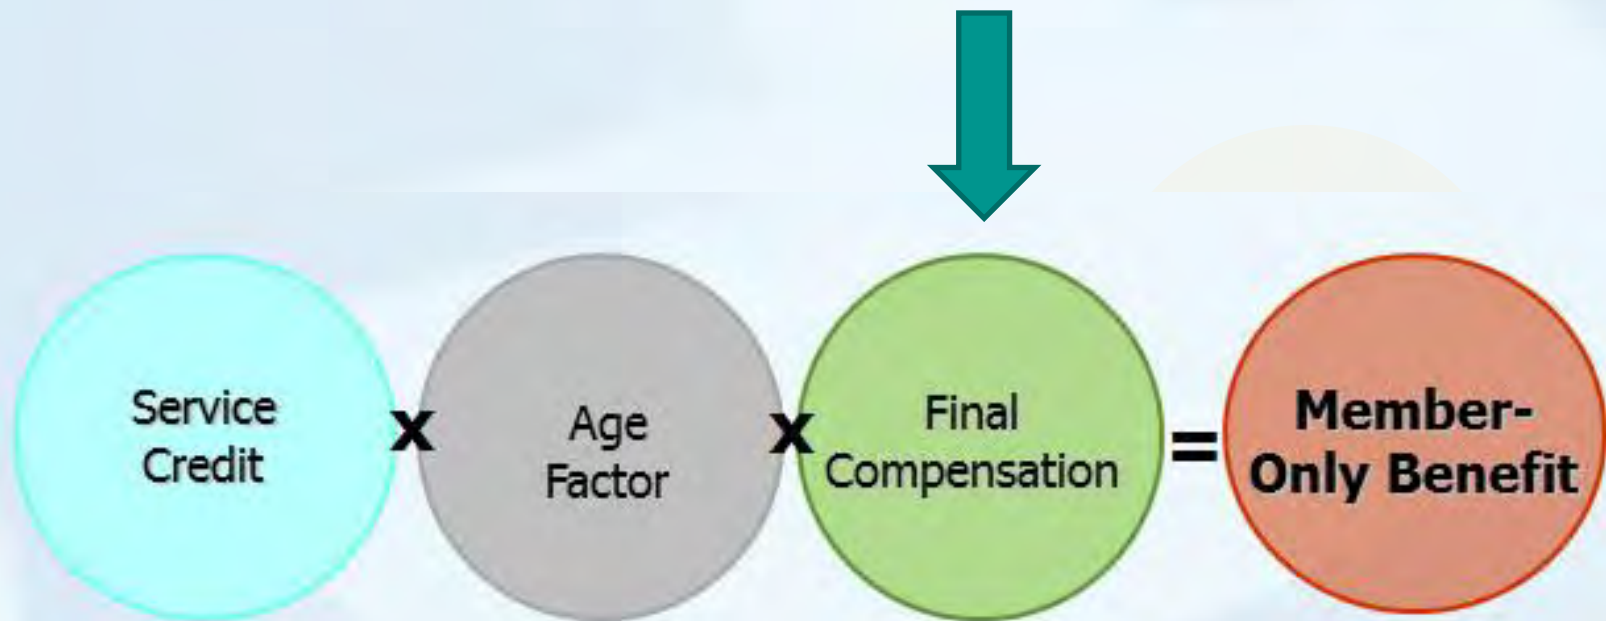 Service
Credit
x
Age
Factor
x
Final
Compensation
=
Member-
Only Benefit